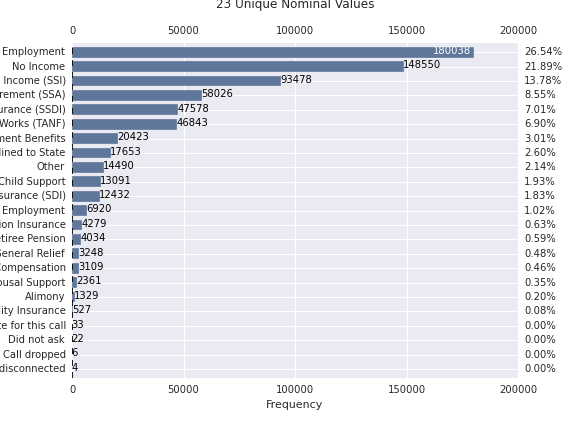 23 Unique Nominal Values
0 50000 100000 150000 200000
Employment 180038 26.54%
No Income 148550 21.89%
Income (SSI) 93478 13.78%
rement (SSA) 58026 8.55%
urance (SSDI) 47578 7.01%
Works (TANF) 46843 6.90%
ment Benefits 20423 3.01%
lined to State 17653 2.60%
Other 14490 2.14%
Child Support 13091 1.93%
surance (SDI) 12432 1.83%
Employment 6920 1.02%
ion Insurance 4279 0.63%
etiree Pension 4034 0.59%
General Relief 3248 0.48%
Compensation 3109 0.46%
ousal Support 2361 0.35%
Alimony 1329 0.20%
lity Insurance 527 0.08%
te for this call 33 0.00%
Did not ask 22 0.00%
Call dropped 6 0.00%
disconnected 4 0.00%
0 50000 100000 150000 200000
Frequency